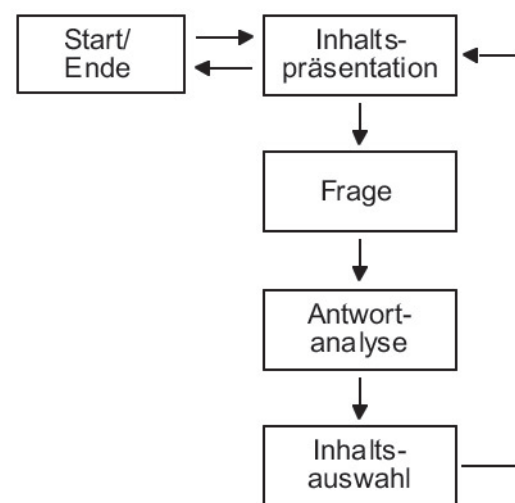 Start/
Ende
Inhalts-
präsentation
Frage
Antwort-
analyse
Inhalts-
auswahl